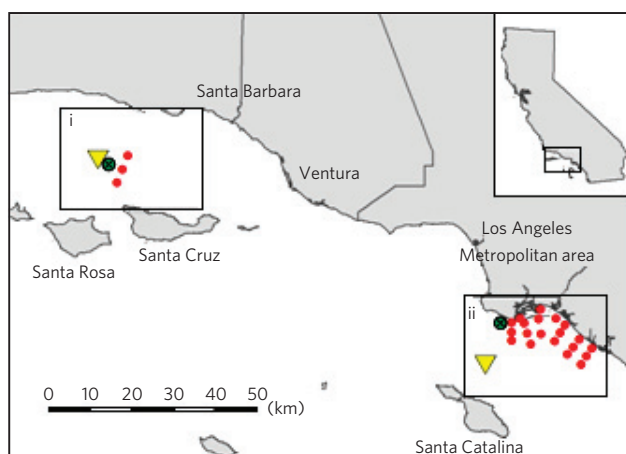 Santa Barbara
i
Ventura
Santa Rosa
Santa Cruz
Los Angeles
Metropolitan area
ii
0 10 20 30 40 50
(km)
Santa Catalina